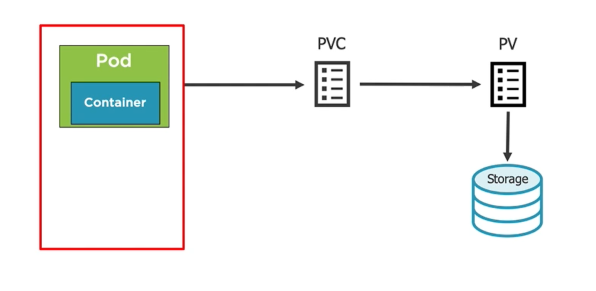 Pod
Container
PVC
PV
Storage